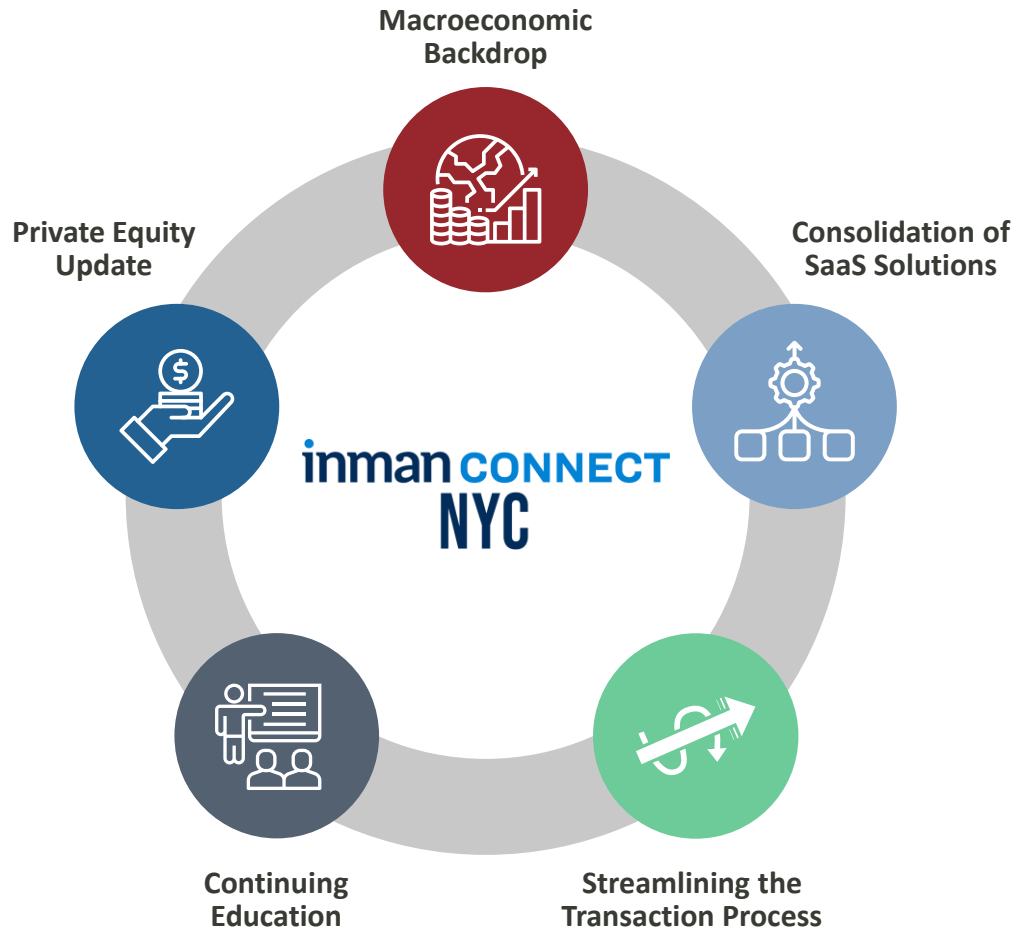 Macroeconomic
Backdrop
Private Equity
Update
Consolidation of
SaaS Solutions
$
inman CONNECT
NYC
Continuing
Education
Streamlining the
Transaction Process